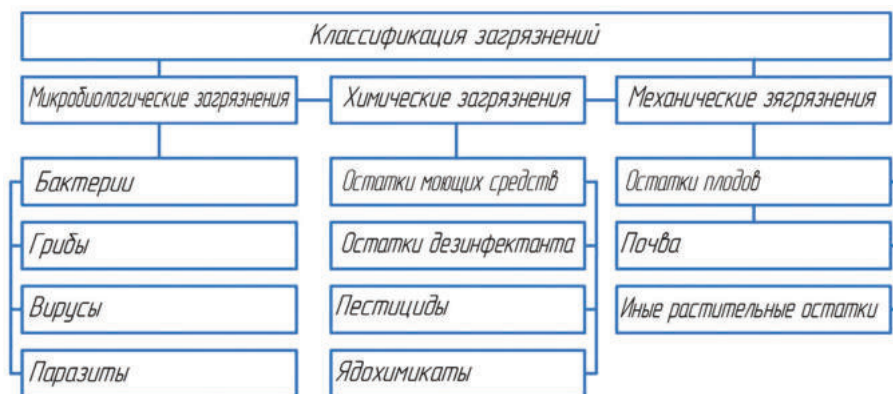 Классификация загрязнений
Микробиологические загрязнения
Химические загрязнения
Механические зягрязнения
Бактерии
Остатки моющих средств
Остатки плодов
Грибы
Остатки дезинфектанта
Почва
Вирусы
Пестициды
Иные растительные остатки
Паразиты
Ядохимикаты